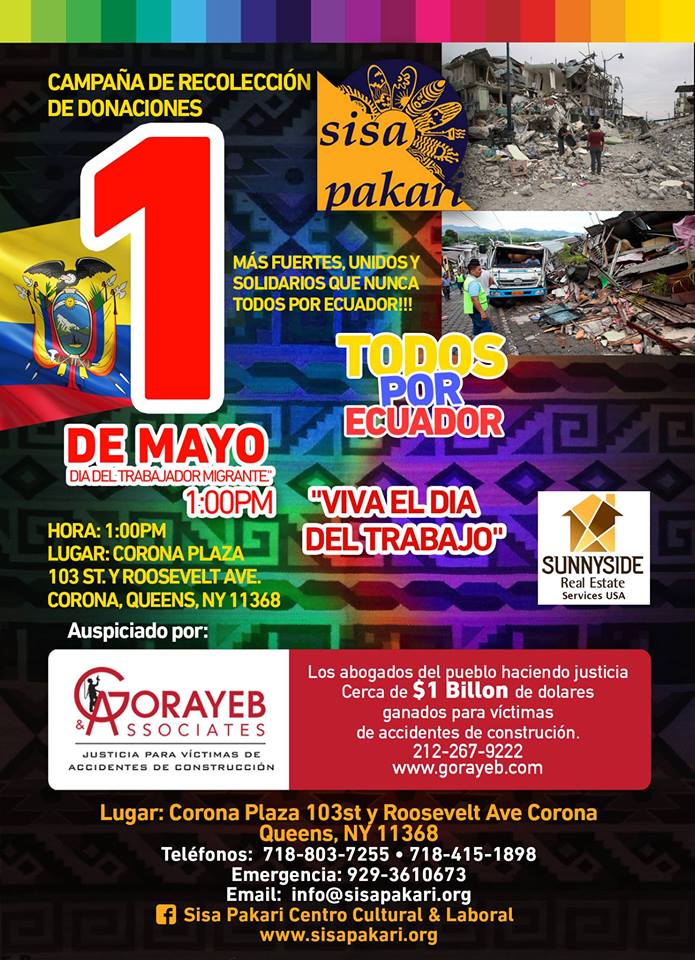 CAMPAÑA DE RECOLECCIÓN
DE DONACIONES
sisa
pakari
1
MÁS FUERTES, UNIDOS Y
SOLIDARIOS QUE NUNCA
TODOS POR ECUADOR!!!
TODOS
POR
ECUADOR
DE MAYO
DIA DEL TRABAJADOR MIGRANTE"
1:00PM
"VIVA EL DIA
DEL TRABAJO"
HORA: 1:00PM
LUGAR: CORONA PLAZA
103 ST. Y ROOSEVELT AVE.
CORONA, QUEENS, NY 11368
SUNNYSIDE
Real Estate
Services USA
Auspiciado por:
GORAYEB
& ASSOCIATES
JUSTICIA PARA VÍCTIMAS DE
ACCIDENTES DE CONSTRUCCIÓN
Los abogados del pueblo haciendo justicia
Cerca de $1 Billon de dolares
ganados para víctimas
de accidentes de construción.
212-267-9222
www.gorayeb.com
Lugar: Corona Plaza 103st y Roosevelt Ave Corona
Queens, NY 11368
Teléfonos: 718-803-7255 • 718-415-1898
Emergencia: 929-3610673
Email: info@sisapakari.org
f Sisa Pakari Centro Cultural & Laboral
www.sisapakari.org